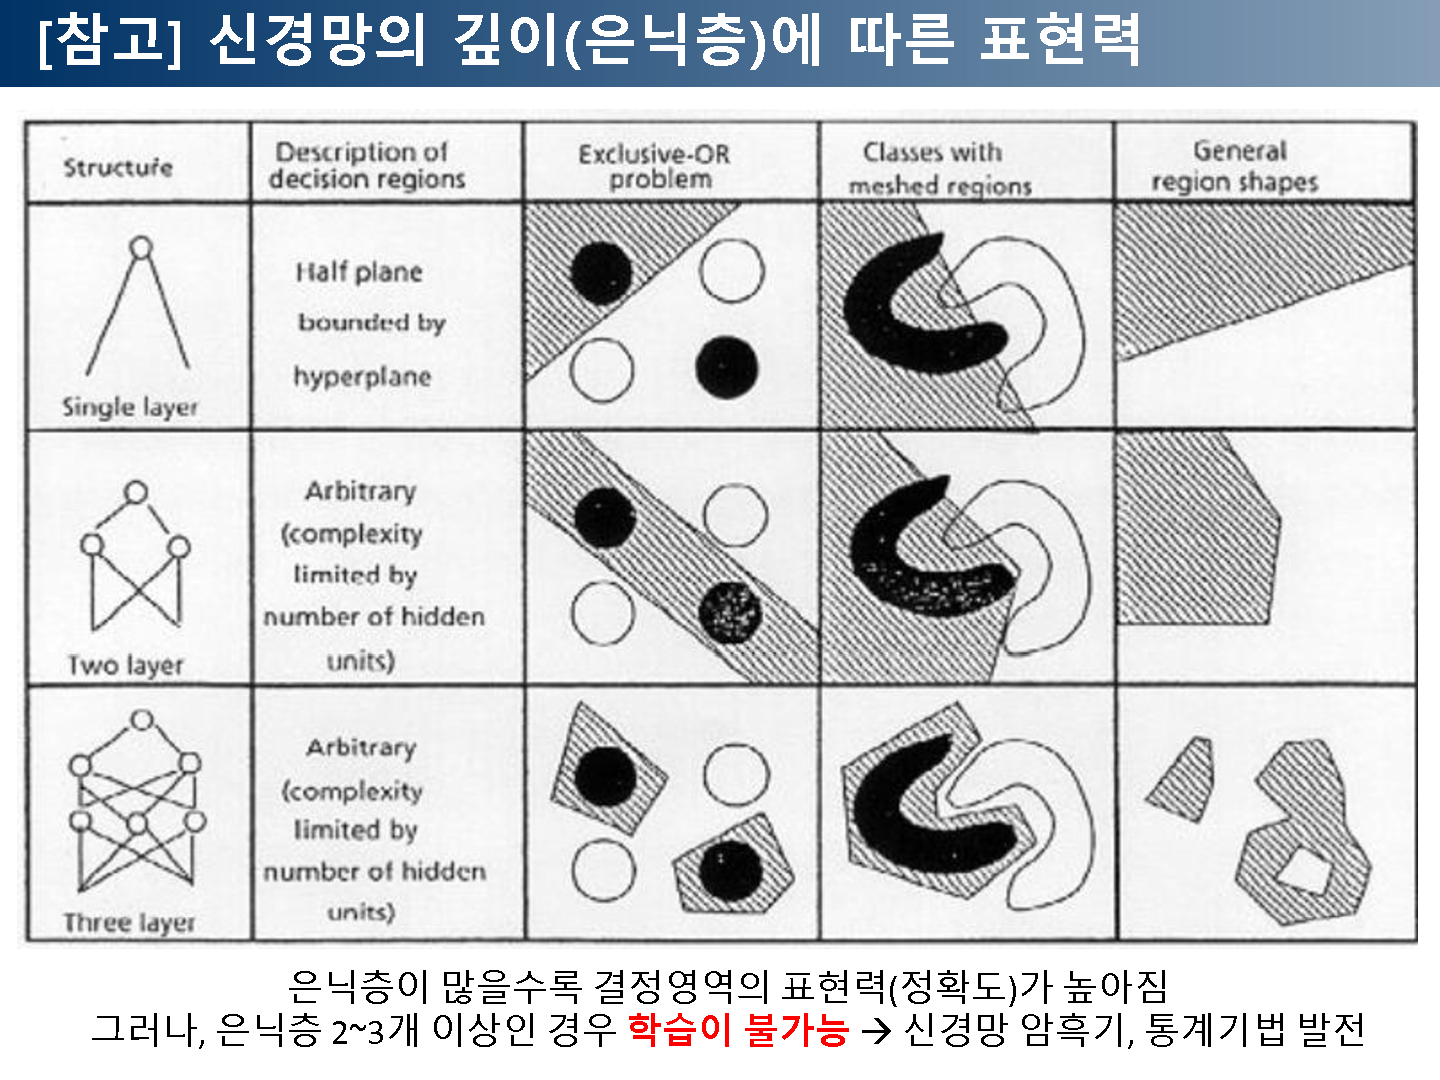 [참고] 신경망의 깊이(은닉층)에 따른 표현력
Structure
Description of
decision regions
Exclusive-OR
problem
Classes with
meshed regions
General
region shapes
Single layer
Half plane
bounded by
hyperplane
Two layer
Arbitrary
(complexity
limited by
number of hidden
units)
Three layer
Arbitrary
(complexity
limited by
number of hidden
units)
은닉층이 많을수록 결정영역의 표현력(정확도)가 높아짐
그러나, 은닉층 2~3개 이상인 경우 학습이 불가능 → 신경망 암흑기, 통계기법 발전